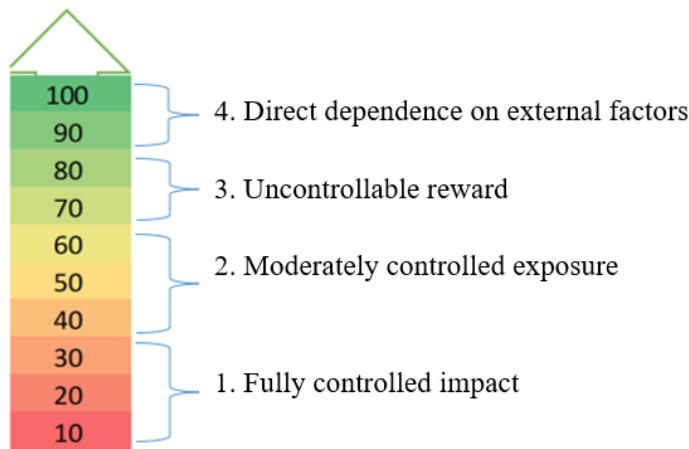 100
90
4. Direct dependence on external factors
80
70
3. Uncontrollable reward
60
50
40
2. Moderately controlled exposure
30
20
10
1. Fully controlled impact